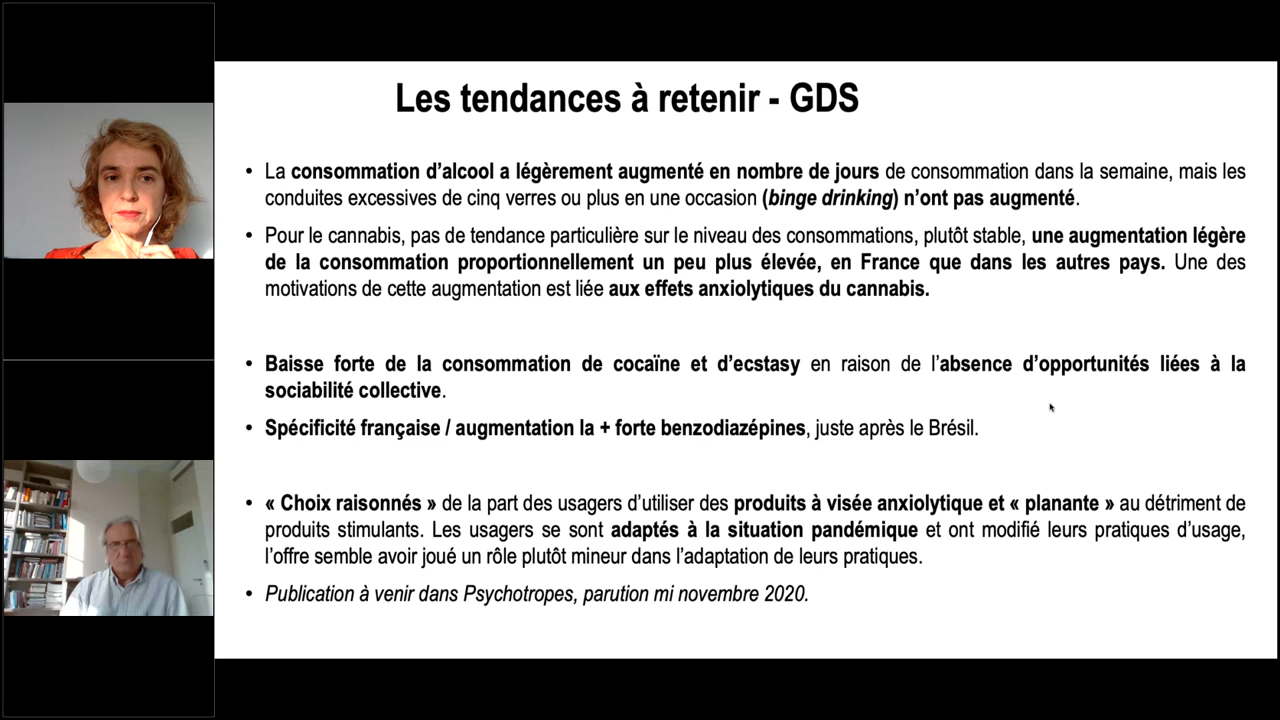 Les tendances à retenir - GDS
• La consommation d’alcool a légèrement augmenté en nombre de jours de consommation dans la semaine, mais les
conduites excessives de cinq verres ou plus en une occasion (binge drinking) n’ont pas augmenté.
• Pour le cannabis, pas de tendance particulière sur le niveau des consommations, plutôt stable, une augmentation légère
de la consommation proportionnellement un peu plus élevée, en France que dans les autres pays. Une des
motivations de cette augmentation est liée aux effets anxiolytiques du cannabis.
• Baisse forte de la consommation de cocaïne et d’ecstasy en raison de l’absence d’opportunités liées à la
sociabilité collective.
• Spécificité française / augmentation la + forte benzodiazépines, juste après le Brésil.
• « Choix raisonnés » de la part des usagers d’utiliser des produits à visée anxiolytique et « planante » au détriment de
produits stimulants. Les usagers se sont adaptés à la situation pandémique et ont modifié leurs pratiques d’usage,
l’offre semble avoir joué un rôle plutôt mineur dans l’adaptation de leurs pratiques.
• Publication à venir dans Psychotropes, parution mi novembre 2020.